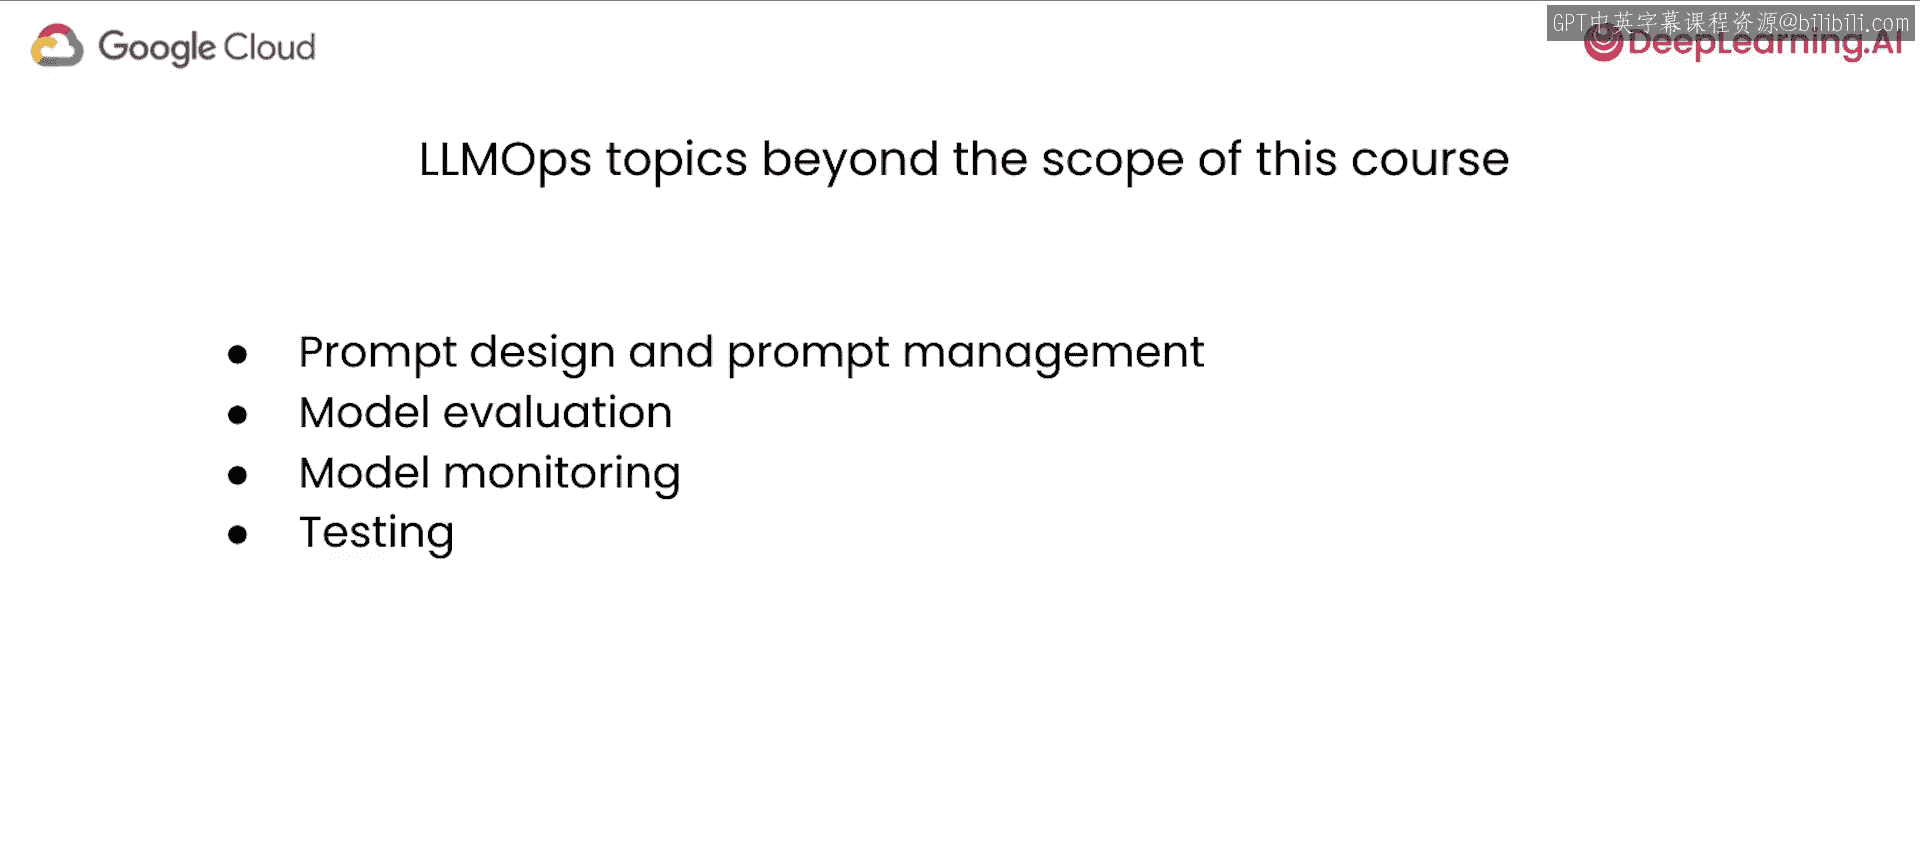 Google Cloud
GPT中英字幕课程资源@bilibili.com
DeepLearning.AI
LLMOps topics beyond the scope of this course
● Prompt design and prompt management
● Model evaluation
● Model monitoring
● Testing